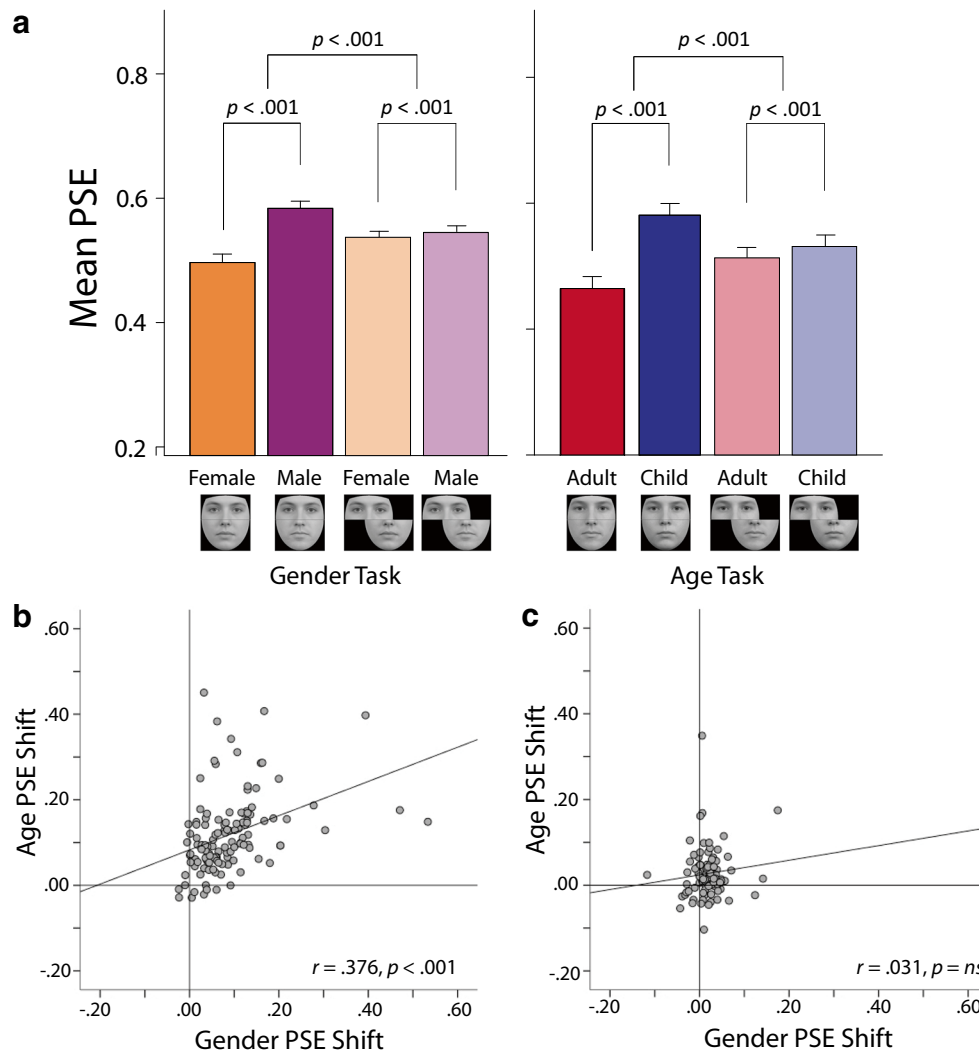 a
p < .001
p < .001
0.8
p < .001
p < .001
p < .001
p < .001
Mean PSE
0.6
0.4
0.2
Female
Male
Female
Male
Adult
Child
Adult
Child
Gender Task
Age Task
b
.60
.40
.20
.00
-.20
Age PSE Shift
r = .376, p < .001
-.20
.00
.20
.40
.60
Gender PSE Shift
c
.60
.40
.20
.00
-.20
Age PSE Shift
r = .031, p = ns
-.20
.00
.20
.40
.60
Gender PSE Shift